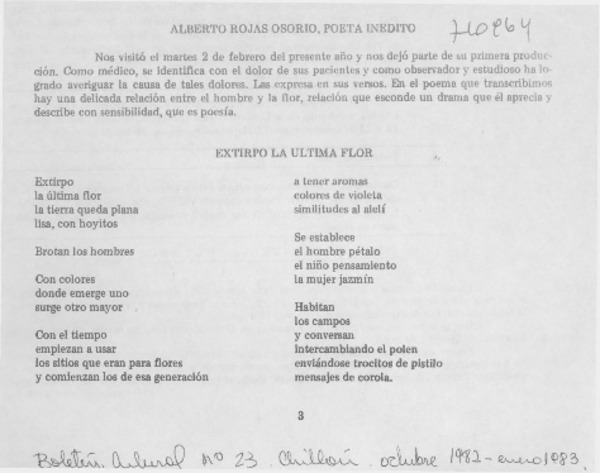 ALBERTO ROJAS OSORIO, POETA INEDITO
Nos visitó el martes 2 de febrero del presente año y nos dejó parte de su primera produc-
ción. Como médico, se identifica con el dolor de sus pacientes y como observador y estudioso ha lo-
grado averiguar la causa de tales dolores. Las expresa en sus versos. En el poema que transcribimos
hay una delicada relación entre el hombre y la flor, relación que esconde un drama que él aprecia y
describe con sensibilidad, que es poesía.
EXTIRPO LA ULTIMA FLOR
Extirpo
la última flor
la tierra queda plana
lisa, con hoyitos
Brotan los hombres
Con colores
donde emerge uno
surge otro mayor
Con el tiempo
empiezan a usar
los sitios que eran para flores
y comienzan los de esa generación
a tener aromas
colores de violeta
similitudes al alelí
Se establece
el hombre pétalo
el niño pensamiento
la mujer jazmín
Habitan
los campos
y conversan
intercambiando el polen
enviándose trocitos de pistilo
mensajes de corola.
3
Boletín. nº 23. Chillán. octubre 1982-enero 1983.